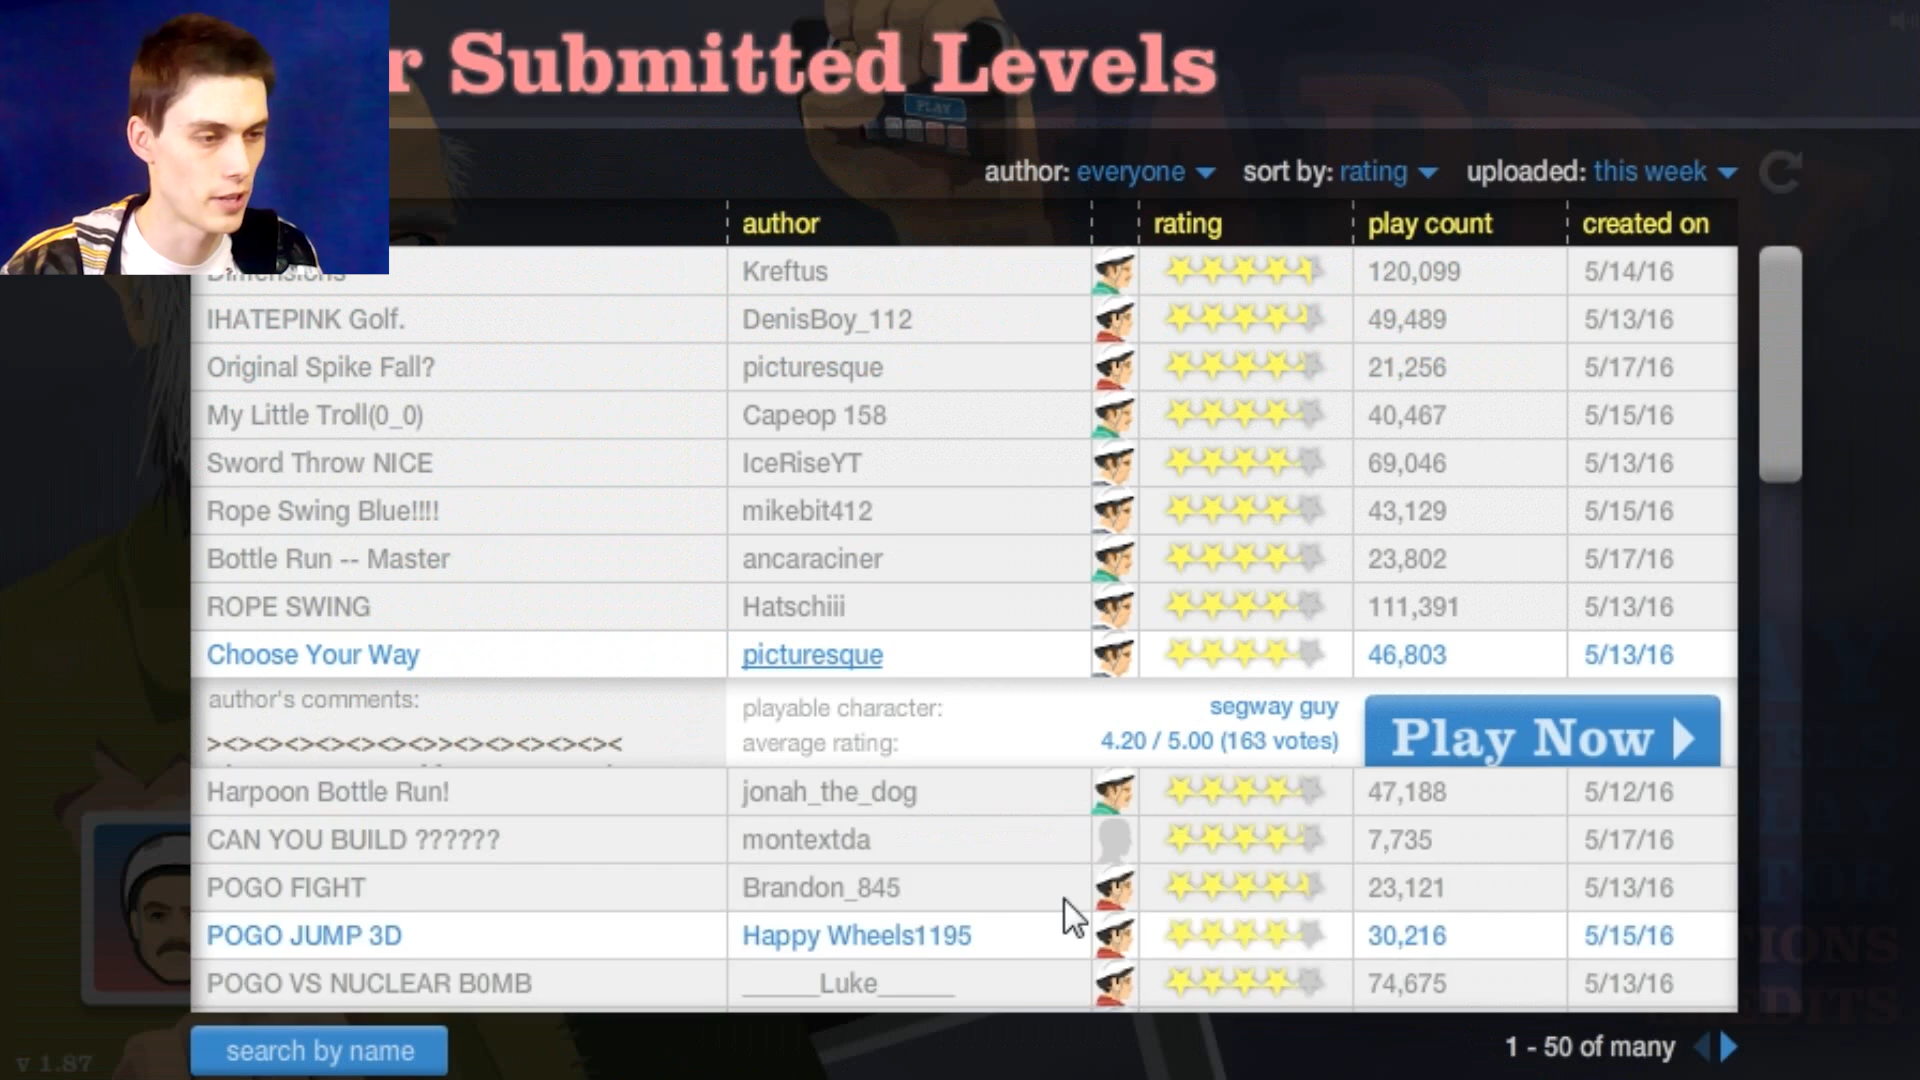 r Submitted Levels
PLAY
author: everyone sort by: rating uploaded: this week
author rating play count created on
Dimensions Kreftus 120,099 5/14/16
IHATEPINK Golf. DenisBoy_112 49,489 5/13/16
Original Spike Fall? picturesque 21,256 5/17/16
My Little Troll(0_0) Capeop 158 40,467 5/15/16
Sword Throw NICE IceRiseYT 69,046 5/13/16
Rope Swing Blue!!!! mikebit412 43,129 5/15/16
Bottle Run -- Master ancaraciner 23,802 5/17/16
ROPE SWING Hatschiii 111,391 5/13/16
Choose Your Way picturesque 46,803 5/13/16
author's comments: playable character: segway guy Play Now
><><><><><><><>><><><><><>< average rating: 4.20 / 5.00 (163 votes)
Harpoon Bottle Run! jonah_the_dog 47,188 5/12/16
CAN YOU BUILD ?????? montextda 7,735 5/17/16
POGO FIGHT Brandon_845 23,121 5/13/16
POGO JUMP 3D Happy Wheels1195 30,216 5/15/16
POGO VS NUCLEAR B0MB _____Luke_____ 74,675 5/13/16
search by name 1 - 50 of many
v 1.87